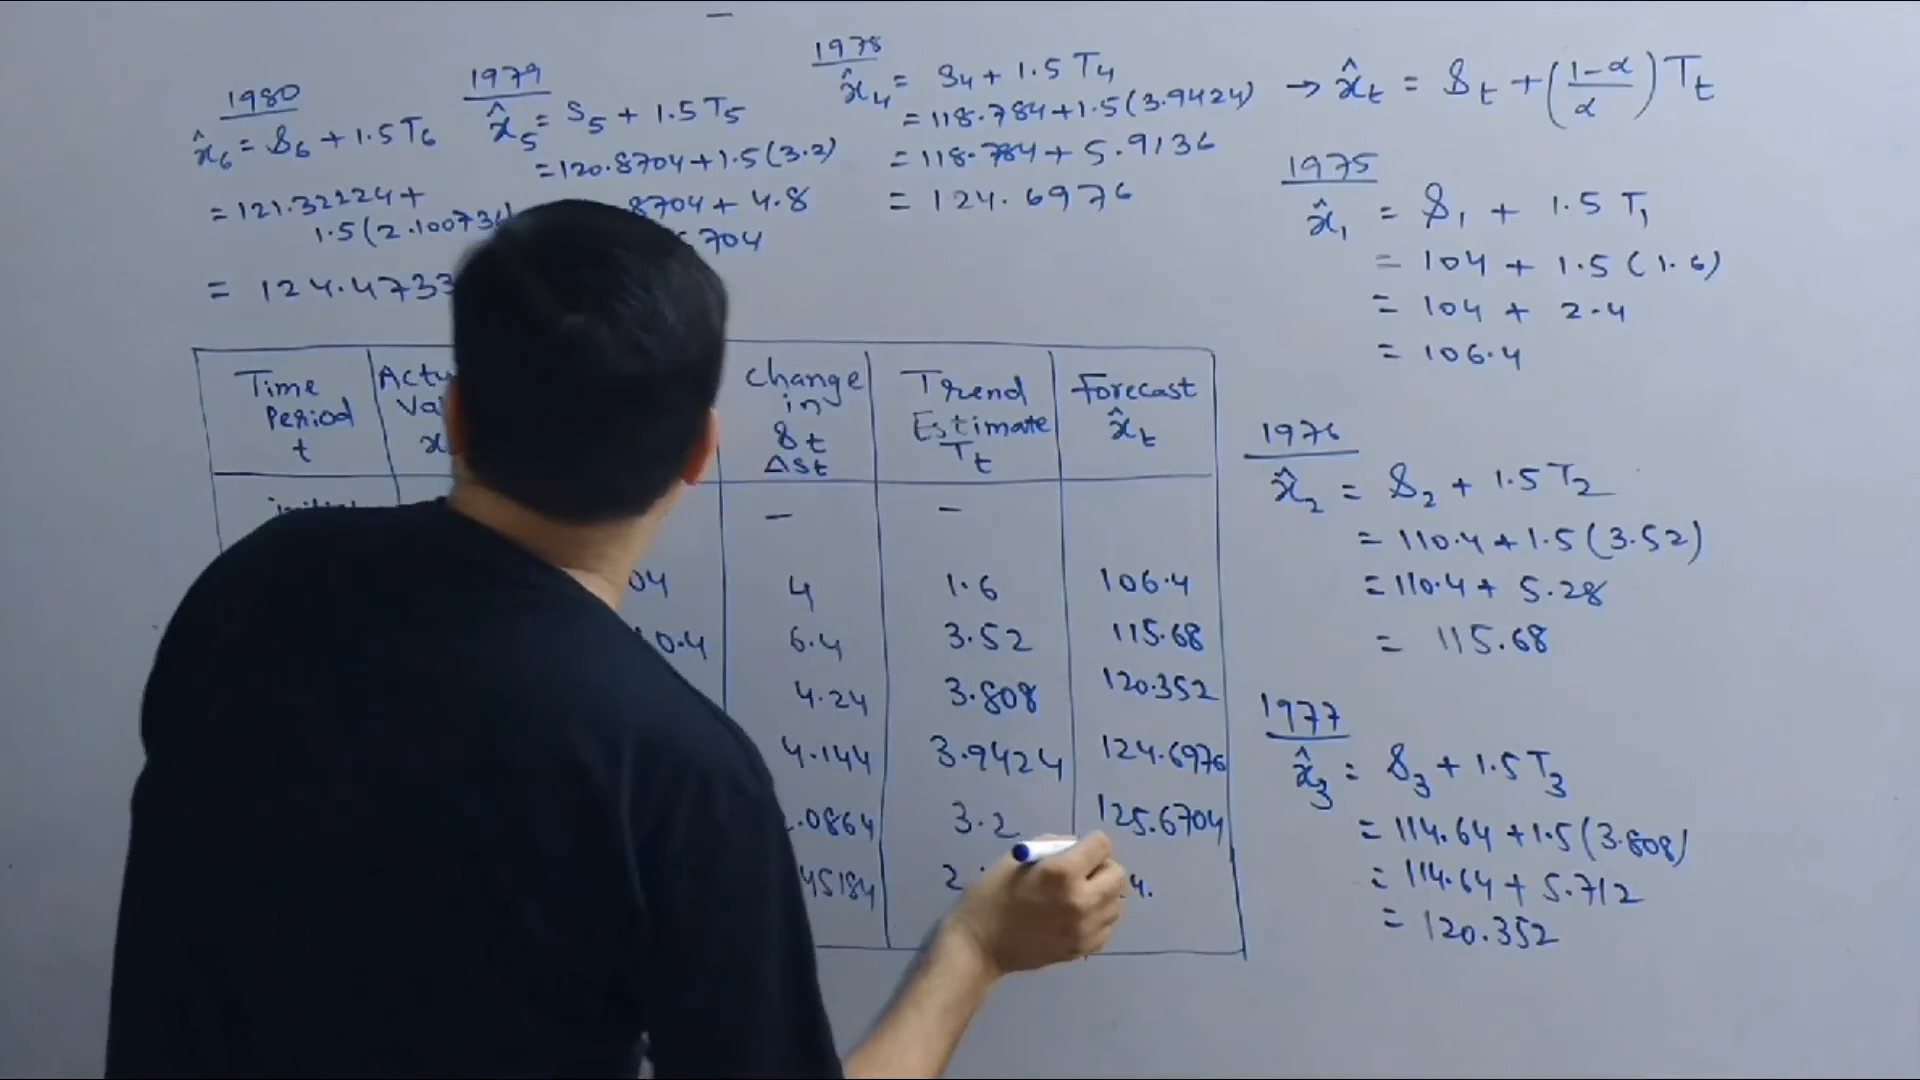 1980
x̂₆ = S₆ + 1.5 T₆
= 121.32224 +
1.5 (2.100736)
= 124.4733
1979
x̂₅ = S₅ + 1.5 T₅
= 120.8704 + 1.5 (3.2)
8704 + 4.8
704
1978
x̂₄ = S₄ + 1.5 T₄
= 118.784 + 1.5 (3.9424)
= 118.784 + 5.9136
= 124.6976
→ x̂t = St + (1-α/α) Tt
1975
x̂₁ = S₁ + 1.5 T₁
= 104 + 1.5 (1.6)
= 104 + 2.4
= 106.4
1976
x̂₂ = S₂ + 1.5 T₂
= 110.4 + 1.5 (3.52)
= 110.4 + 5.28
= 115.68
1977
x̂₃ = S₃ + 1.5 T₃
= 114.64 + 1.5 (3.808)
= 114.64 + 5.712
= 120.352
Time Period t
Change in St ΔSt
Trend Estimate Tt
Forecast x̂t
initial - -
04 4 1.6 106.4
0.4 6.4 3.52 115.68
4.24 3.808 120.352
4.144 3.9424 124.6976
.0864 3.2 125.6704
45184 2. 4.